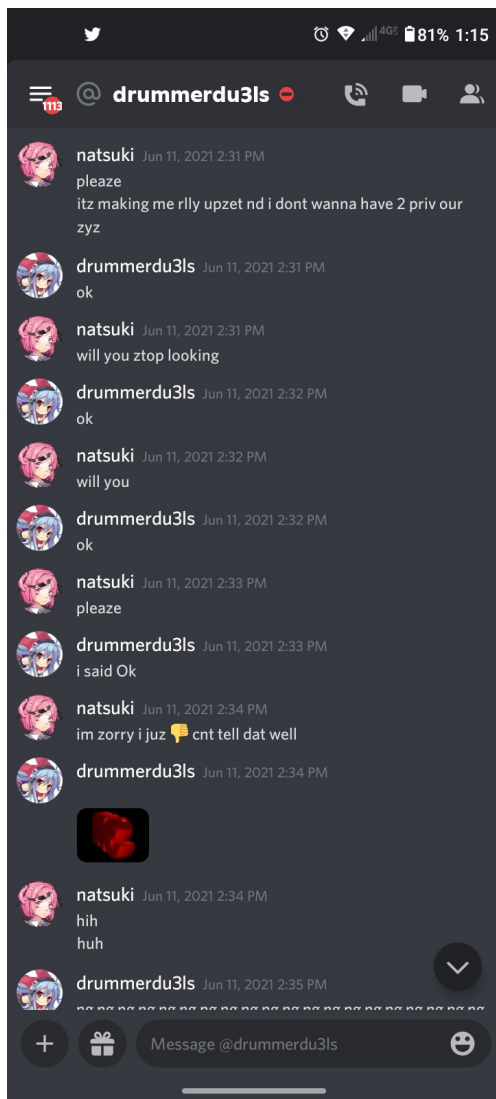 4GE 81% 1:15
1113 @ drummerdu3ls
natsuki Jun 11, 2021 2:31 PM
pleaze
itz making me rlly upzet nd i dont wanna have 2 priv our
zyz
drummerdu3ls Jun 11, 2021 2:31 PM
ok
natsuki Jun 11, 2021 2:31 PM
will you ztop looking
drummerdu3ls Jun 11, 2021 2:32 PM
ok
natsuki Jun 11, 2021 2:32 PM
will you
drummerdu3ls Jun 11, 2021 2:32 PM
ok
natsuki Jun 11, 2021 2:33 PM
pleaze
drummerdu3ls Jun 11, 2021 2:33 PM
i said Ok
natsuki Jun 11, 2021 2:34 PM
im zorry i juz 👎 cnt tell dat well
drummerdu3ls Jun 11, 2021 2:34 PM
natsuki Jun 11, 2021 2:34 PM
hih
huh
drummerdu3ls Jun 11, 2021 2:35 PM
Message @drummerdu3ls